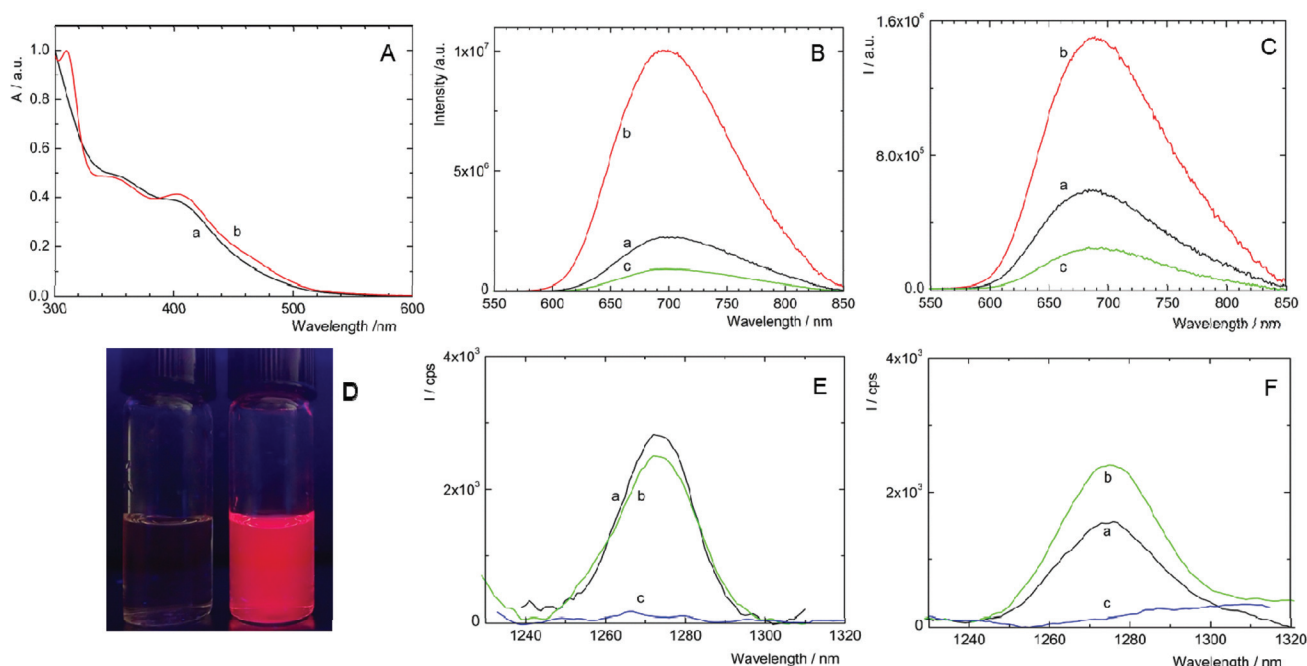 A
A / a.u.
1.0
0.8
0.6
0.4
0.2
0.0
a
b
300
400
500
600
Wavelength /nm
B
Intensity /a.u.
1x10⁷
5x10⁶
0
b
a
c
550
600
650
700
750
800
850
Wavelength / nm
C
I / a.u.
1.6x10⁶
8.0x10⁵
0.0
b
a
c
550
600
650
700
750
800
850
Wavelength / nm
D
E
I / cps
4x10³
2x10³
0
a
b
c
1240
1260
1280
1300
1320
Wavelength / nm
F
I / cps
4x10³
2x10³
0
b
a
c
1240
1260
1280
1300
1320
Wavelength / nm